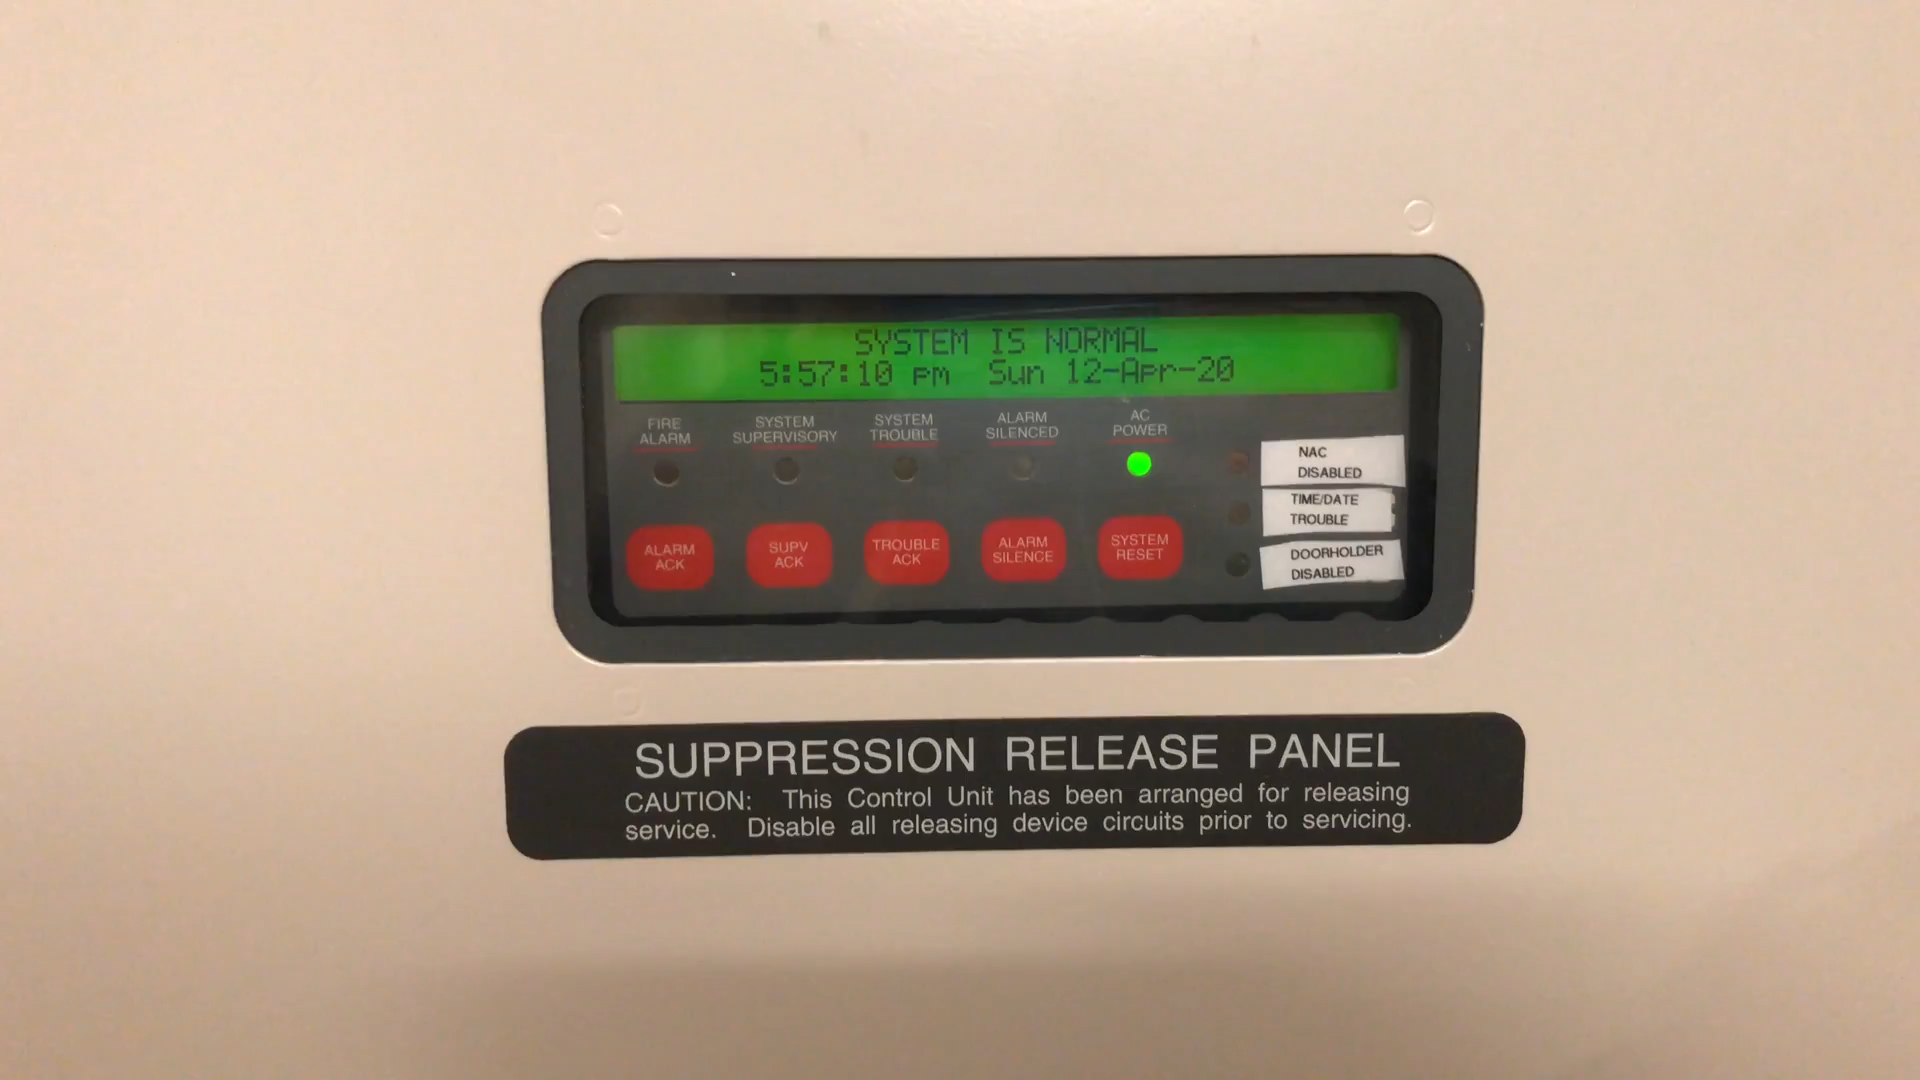 SYSTEM IS NORMAL
5:57:10 pm  Sun 12-Apr-20
FIRE ALARM
SYSTEM SUPERVISORY
SYSTEM TROUBLE
ALARM SILENCED
AC POWER
NAC
DISABLED
TIME/DATE
TROUBLE
DOORHOLDER
DISABLED
ALARM ACK
SUPV ACK
TROUBLE ACK
ALARM SILENCE
SYSTEM RESET
SUPPRESSION RELEASE PANEL
CAUTION: This Control Unit has been arranged for releasing
service. Disable all releasing device circuits prior to servicing.